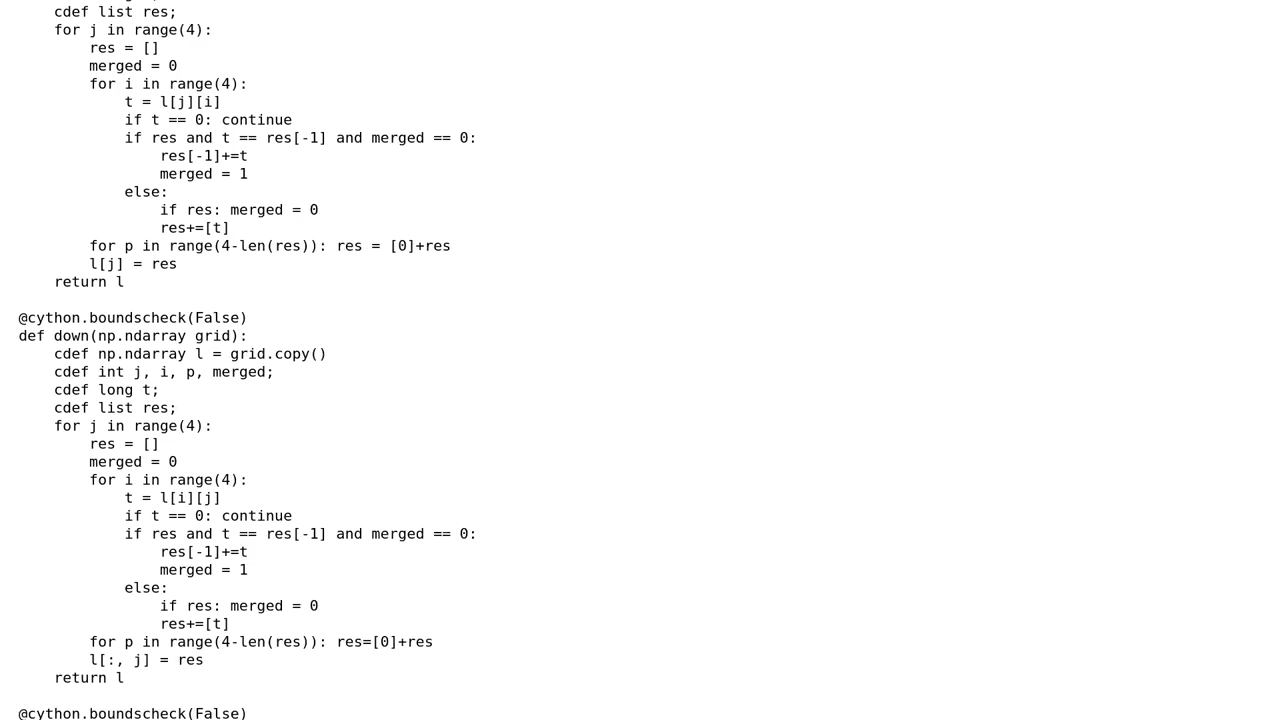 cdef list res;
    for j in range(4):
        res = []
        merged = 0
        for i in range(4):
            t = l[j][i]
            if t == 0: continue
            if res and t == res[-1] and merged == 0:
                res[-1]+=t
                merged = 1
            else:
                if res: merged = 0
                res+=[t]
        for p in range(4-len(res)): res = [0]+res
        l[j] = res
    return l

@cython.boundscheck(False)
def down(np.ndarray grid):
    cdef np.ndarray l = grid.copy()
    cdef int j, i, p, merged;
    cdef long t;
    cdef list res;
    for j in range(4):
        res = []
        merged = 0
        for i in range(4):
            t = l[i][j]
            if t == 0: continue
            if res and t == res[-1] and merged == 0:
                res[-1]+=t
                merged = 1
            else:
                if res: merged = 0
                res+=[t]
        for p in range(4-len(res)): res=[0]+res
        l[:, j] = res
    return l

@cython.boundscheck(False)